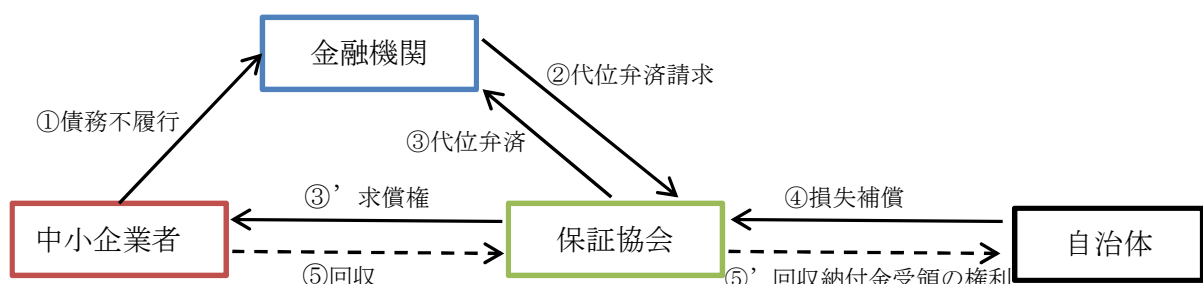 金融機関
②代位弁済請求
①債務不履行
③代位弁済
③’求償権
④損失補償
中小企業者
保証協会
自治体
⑤回収
⑤’回収納付金受領の権利